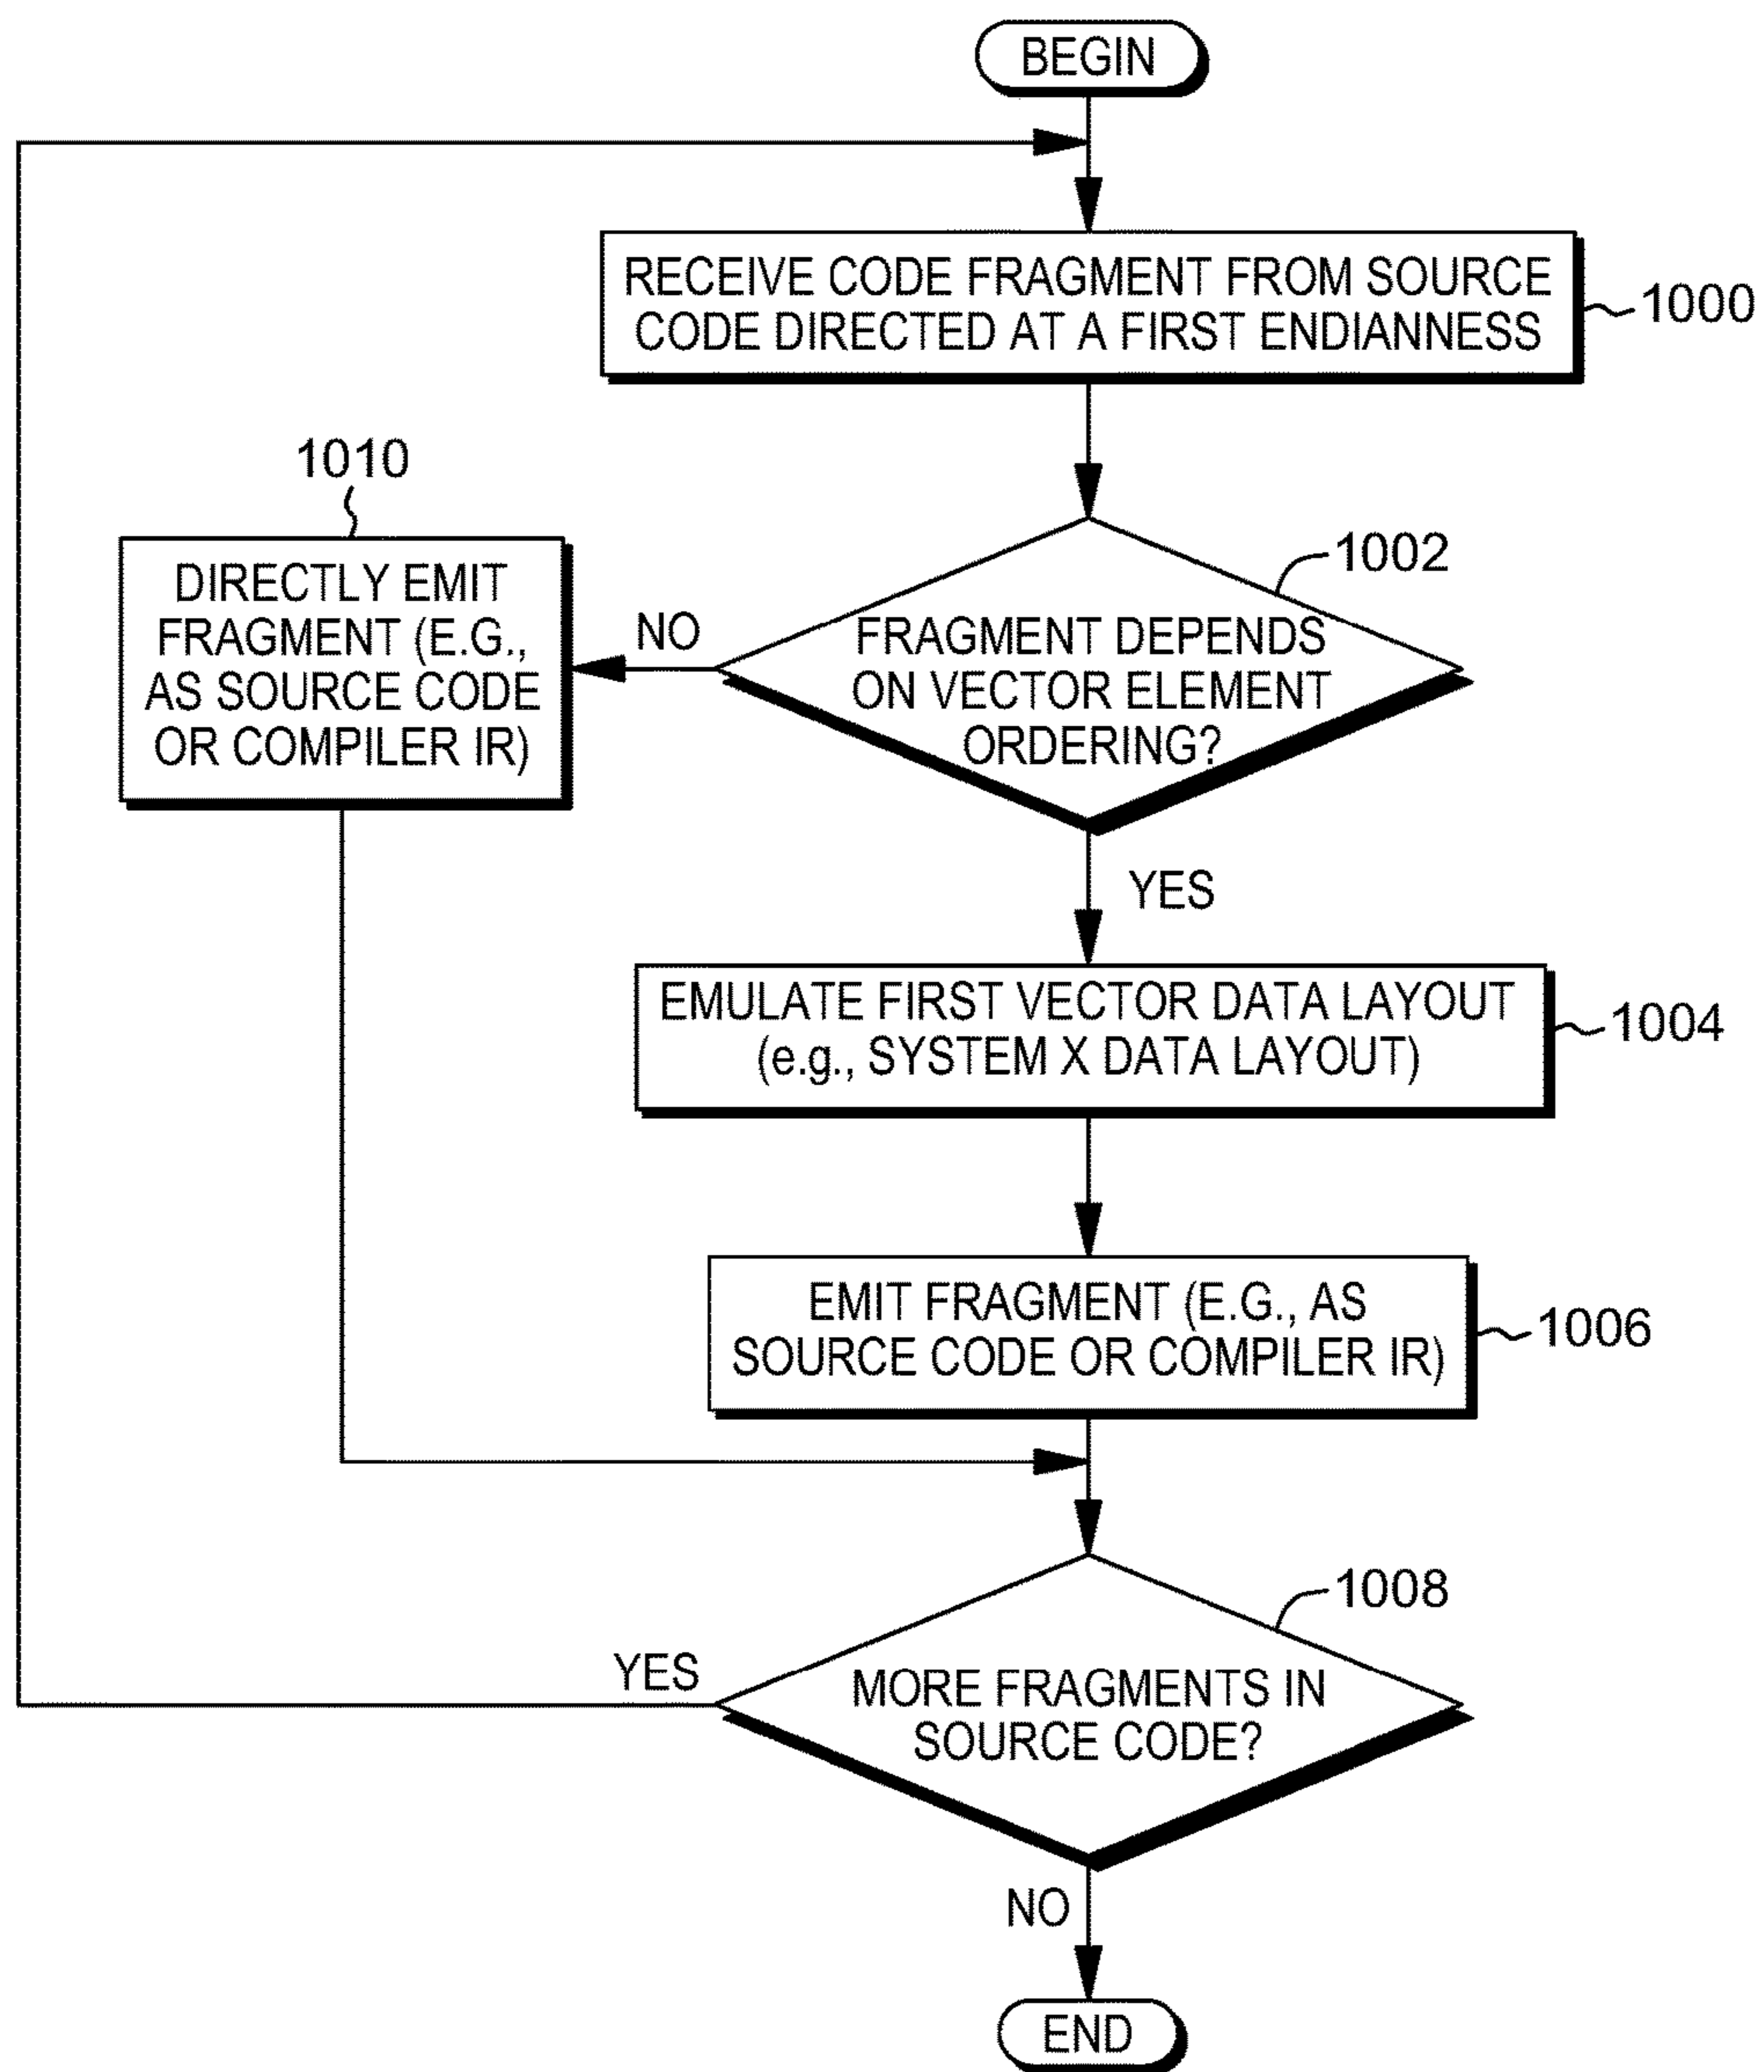 BEGIN
RECEIVE CODE FRAGMENT FROM SOURCE
CODE DIRECTED AT A FIRST ENDIANNESS
1000
1010
DIRECTLY EMIT
FRAGMENT (E.G.,
AS SOURCE CODE
OR COMPILER IR)
NO
1002
FRAGMENT DEPENDS
ON VECTOR ELEMENT
ORDERING?
YES
EMULATE FIRST VECTOR DATA LAYOUT
(e.g., SYSTEM X DATA LAYOUT)
1004
EMIT FRAGMENT (E.G., AS
SOURCE CODE OR COMPILER IR)
1006
1008
YES
MORE FRAGMENTS IN
SOURCE CODE?
NO
END